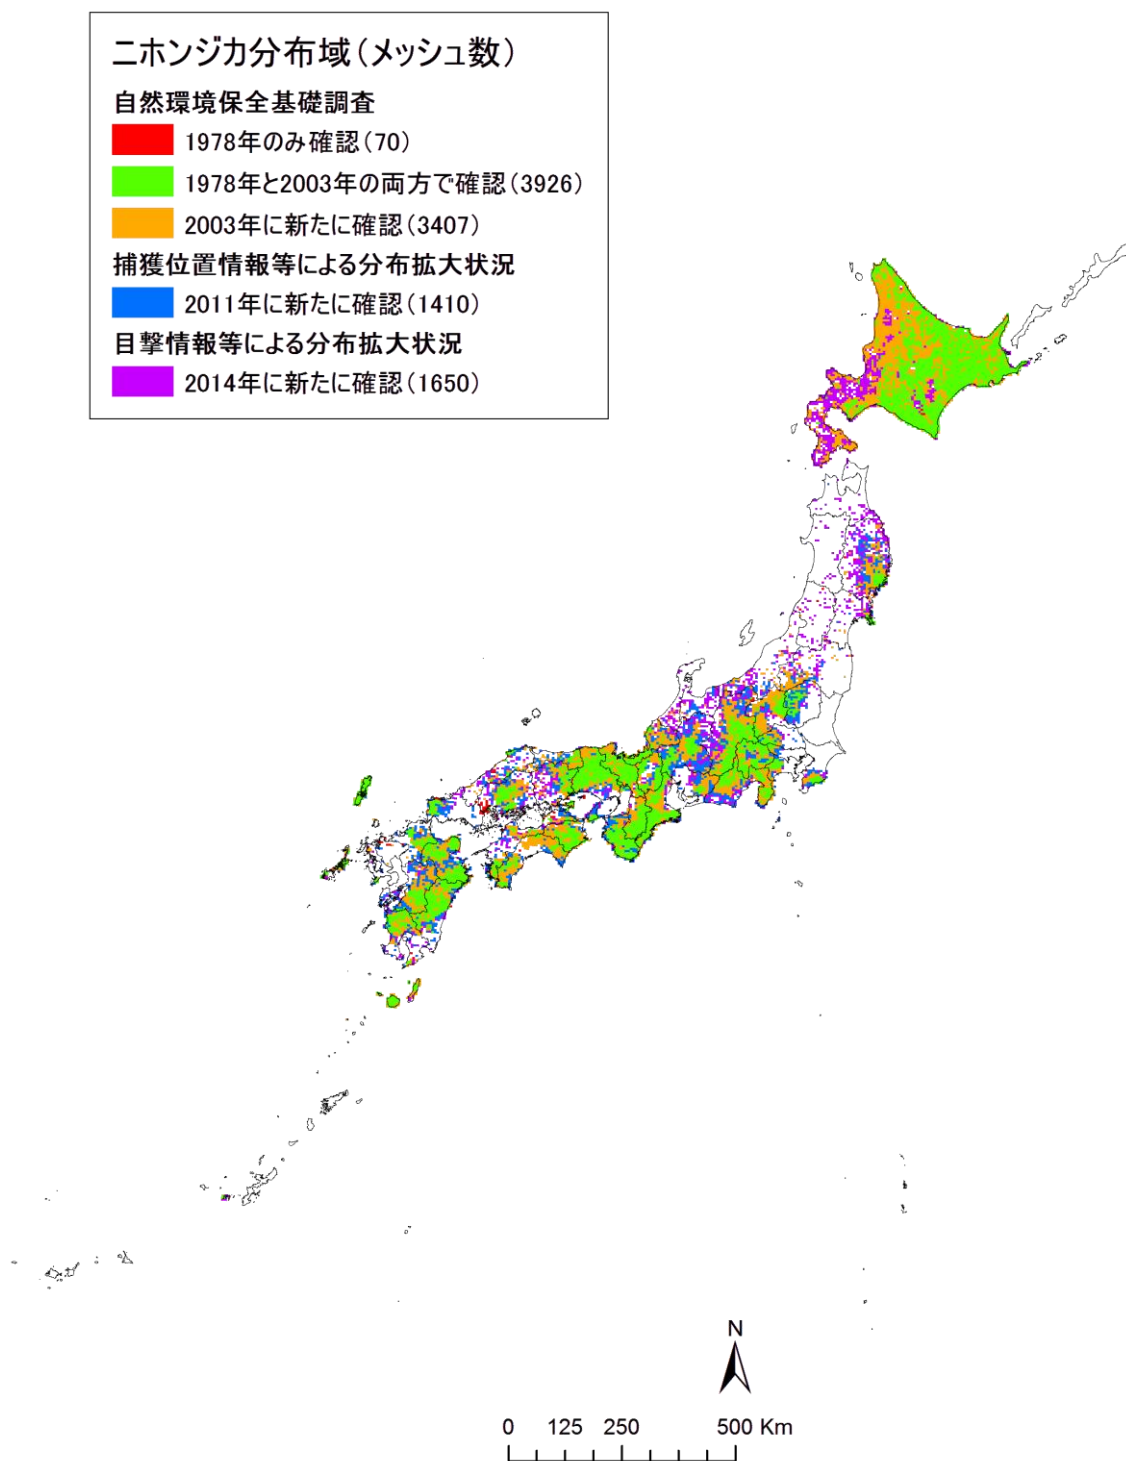 ニホンジカ分布域（メッシュ数）
自然環境保全基礎調査
1978年のみ確認（70）
1978年と2003年の両方で確認（3926）
2003年に新たに確認（3407）
捕獲位置情報等による分布拡大状況
2011年に新たに確認（1410）
目撃情報等による分布拡大状況
2014年に新たに確認（1650）
N
0 125 250 500 Km